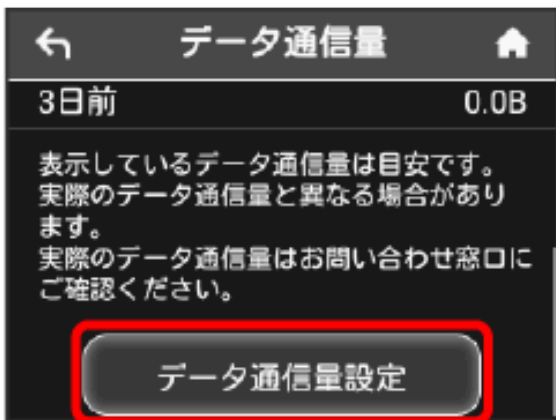 データ通信量
3日前 0.0B
表示しているデータ通信量は目安です。
実際のデータ通信量と異なる場合があり
ます。
実際のデータ通信量はお問い合わせ窓口に
ご確認ください。
データ通信量設定